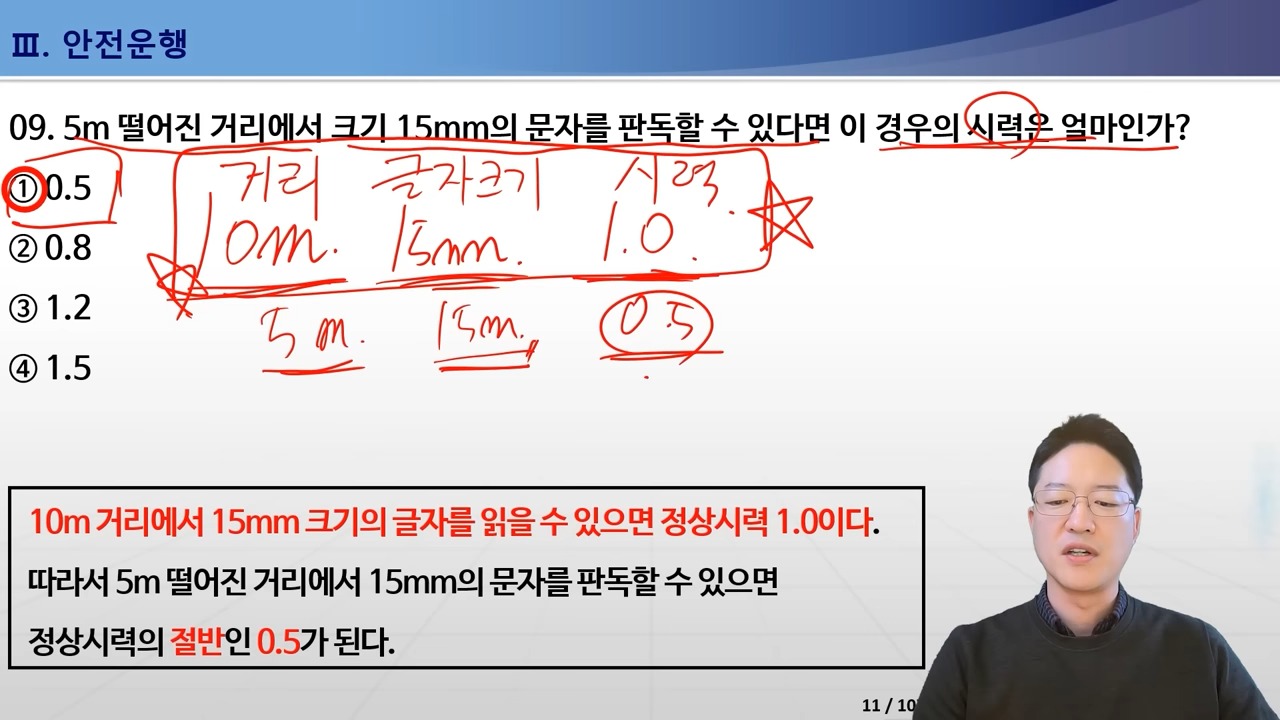 Ⅲ. 안전운행
09. 5m 떨어진 거리에서 크기 15mm의 문자를 판독할 수 있다면 이 경우의 시력은 얼마인가?
① 0.5
② 0.8
③ 1.2
④ 1.5
거리 글자크기 시력
10m. 15mm. 1.0
5m. 15m. 0.5
10m 거리에서 15mm 크기의 글자를 읽을 수 있으면 정상시력 1.0이다.
따라서 5m 떨어진 거리에서 15mm의 문자를 판독할 수 있으면
정상시력의 절반인 0.5가 된다.
11 / 10